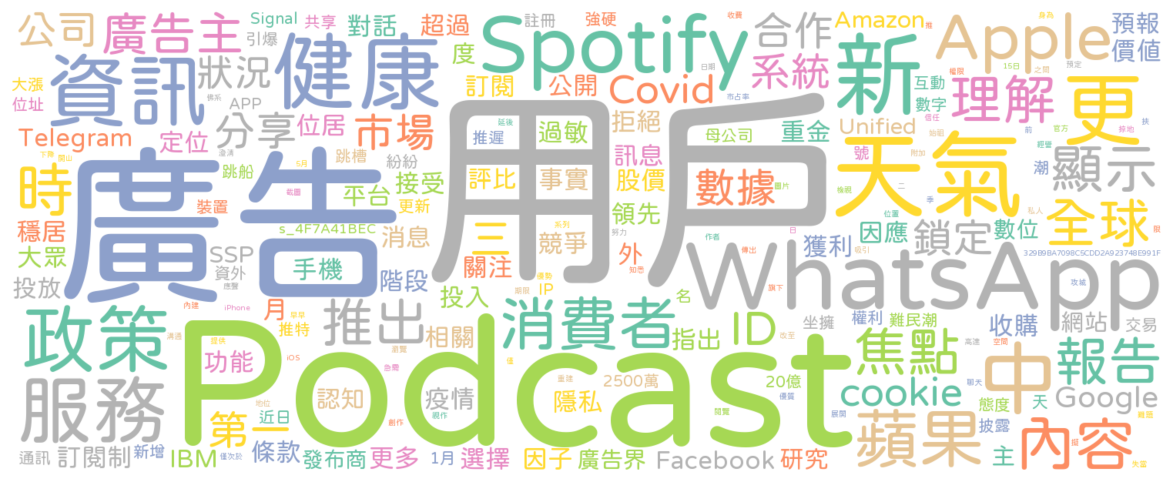 公司
廣告主
Signal
共享
引爆
對話
超過
度
Spotify
合作
Amazon
Apple
預報
價值
大漲
位址
資訊
狀況
APP
健康
訂閱
公開
Covid
系統
新
互動
數字
理解
更
Telegram
定位
分享
位居
市場
推遲
過敏
拒絕
母公司
重金
Unified
時
廣告
跳槽
紛紛
跳船
平台
接受
更新
評比
事實
訊息
股價
數據
用戶
天氣
號
潮
顯示
全球
穩居
裝置
大眾
s_4F7A41BEC
消息
三
關注
競爭
領先
外
獲利
因應
鎖定
數位
SSP
資外
投放
手機
階段
投入
IP
WhatsApp
329B9BA7098C5CDD2A923748E991F
政策
推出
月
推特
iPhone
相關
消費者
指出
名
ID
坐擁
權利
難民潮
收購
網站
交易
服務
Podcast
功能
iOS
認知
疫情
2500萬
隱私
20億
焦點
cookie
態度
披露
中
天
報告
Google
第一
近日
通訊
訂閱制
新增
IBM
條款
發布商
更多
1月
選擇
因子
廣告界
Facebook
研究
蘋果
主
內容
註冊
強硬
15日
市占率